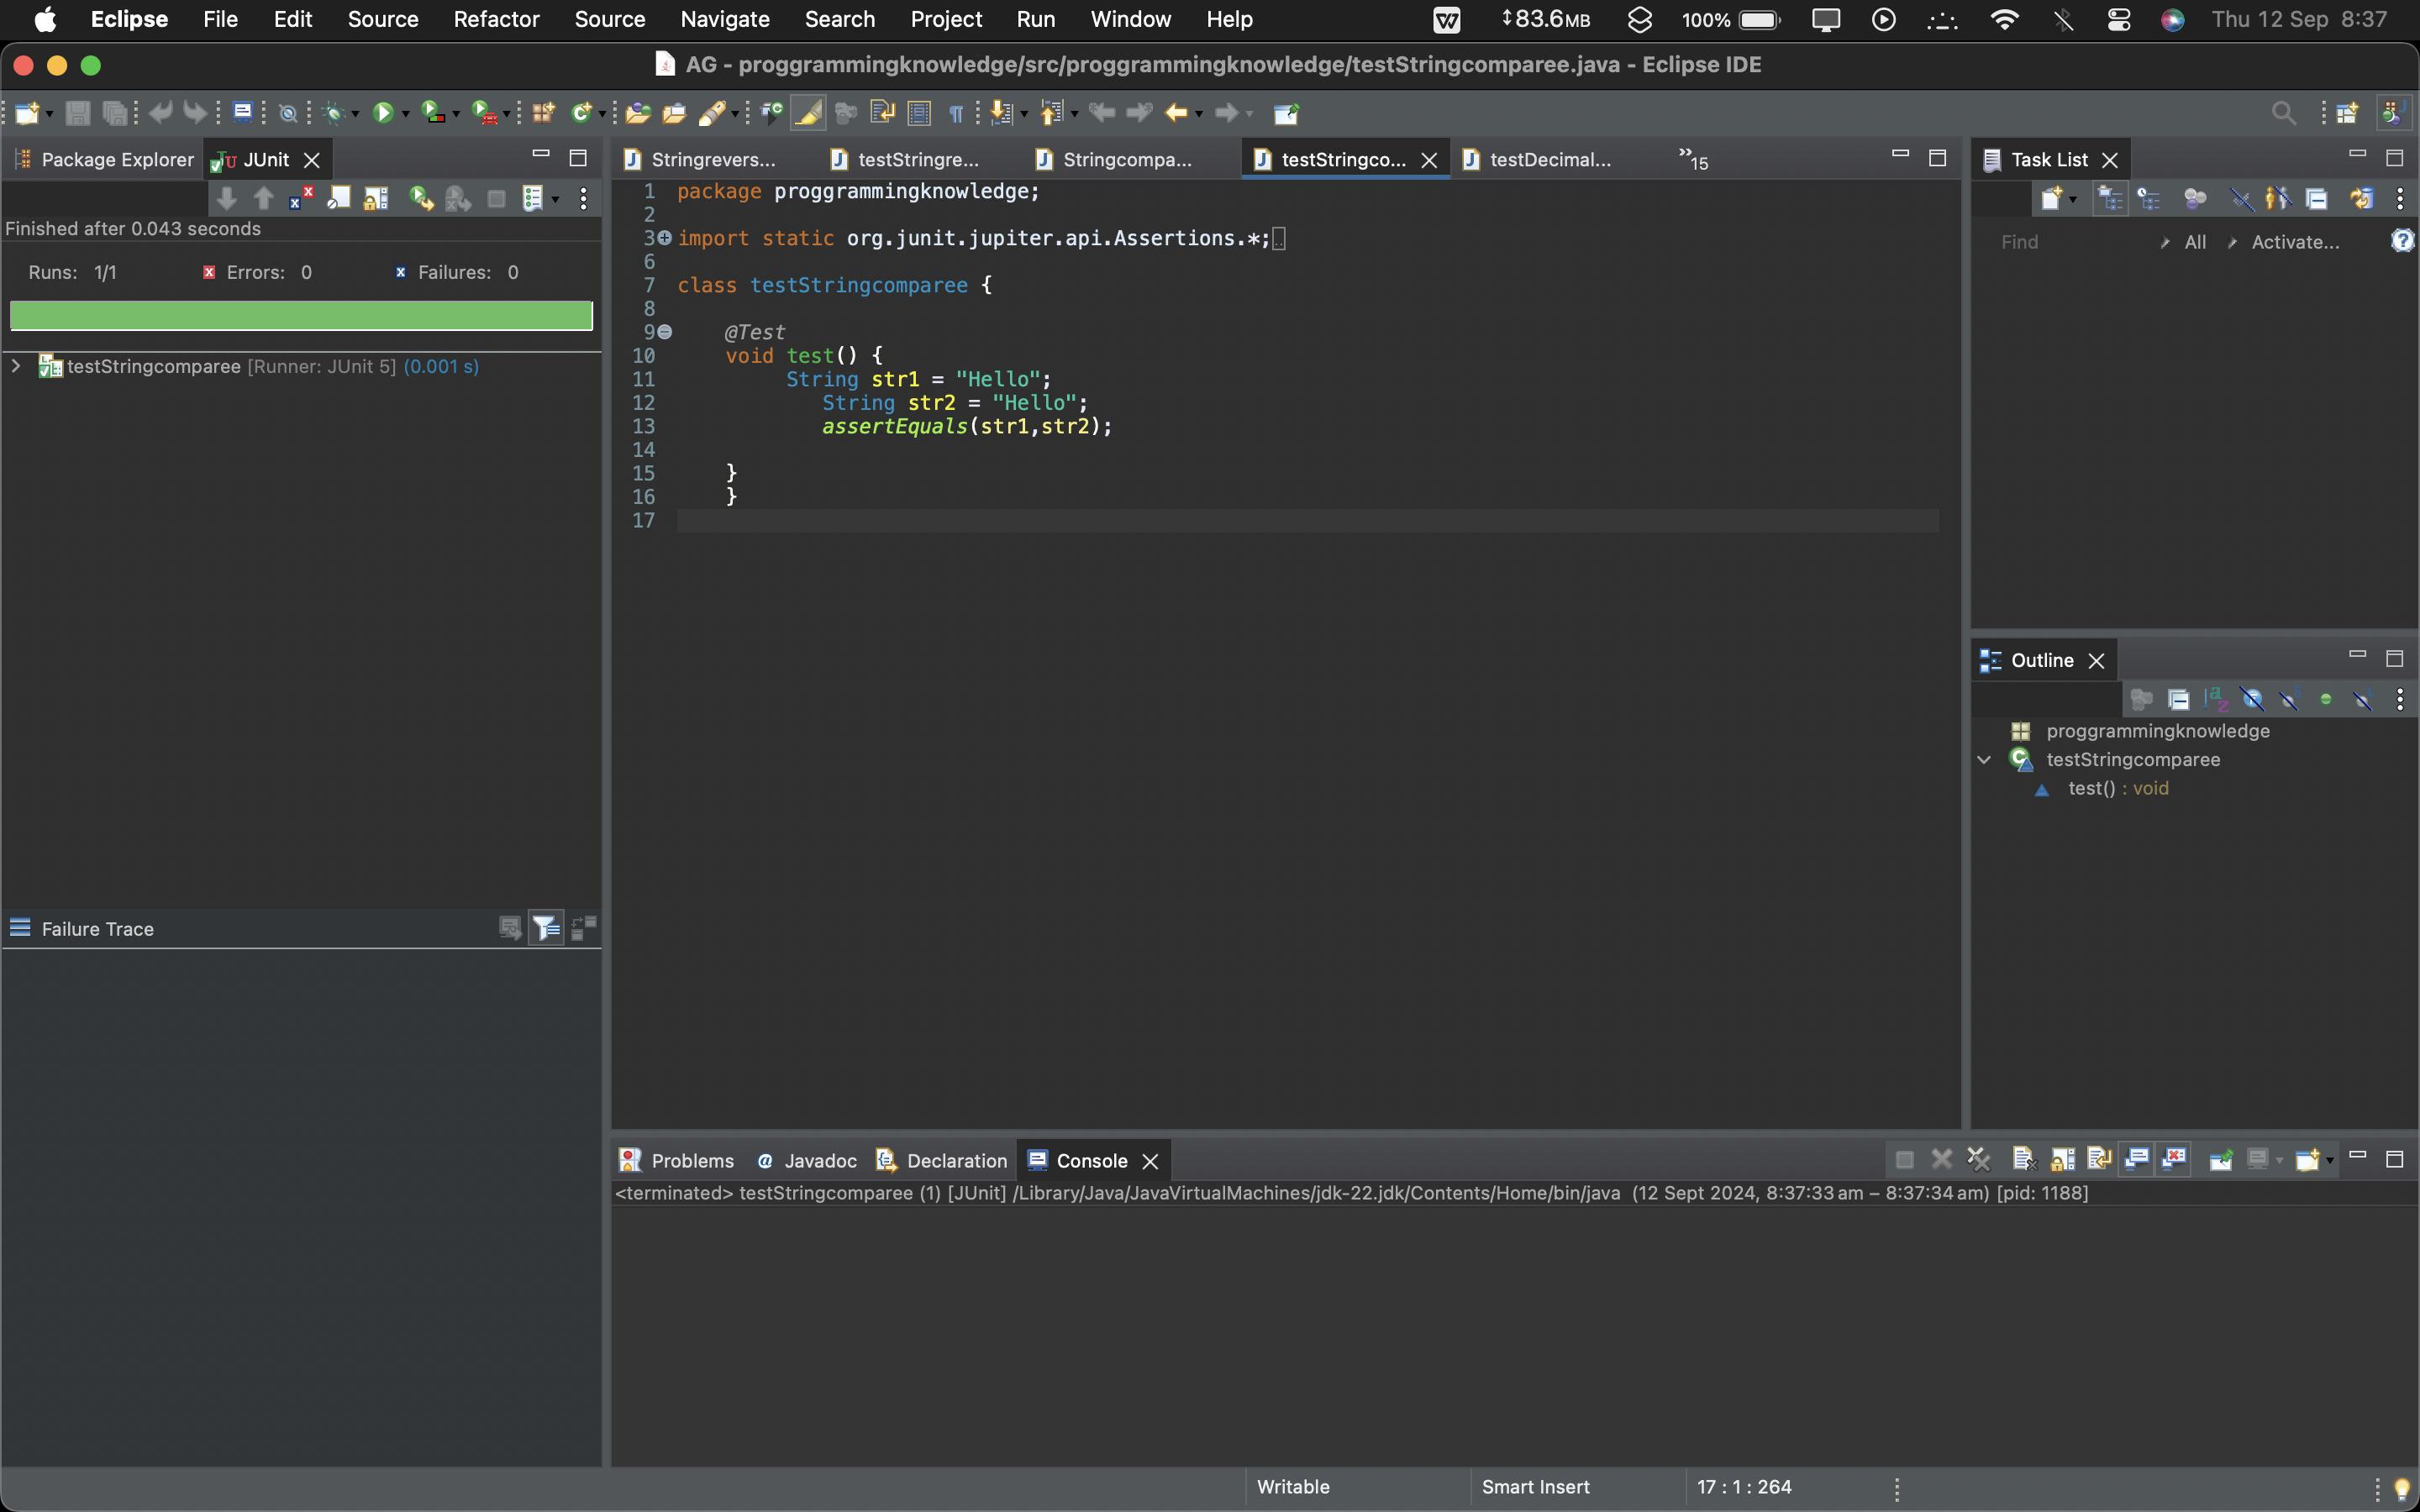 Eclipse File Edit Source Refactor Source Navigate Search Project Run Window Help 83.6MB 100% Thu 12 Sep 8:37
AG - proggrammingknowledge/src/proggrammingknowledge/testStringcomparee.java - Eclipse IDE
Package Explorer JUnit
Finished after 0.043 seconds
Runs: 1/1 Errors: 0 Failures: 0
testStringcomparee [Runner: JUnit 5] (0.001 s)
Failure Trace
Stringrevers... testStringre... Stringcompa... testStringco... testDecimal... »15
1 package proggrammingknowledge;
2
3 import static org.junit.jupiter.api.Assertions.*;
6
7 class testStringcomparee {
8
9 @Test
10 void test() {
11 String str1 = "Hello";
12 String str2 = "Hello";
13 assertEquals(str1,str2);
14
15 }
16 }
17
Task List
Find All Activate...
Outline
proggrammingknowledge
testStringcomparee
test() : void
Problems Javadoc Declaration Console
<terminated> testStringcomparee (1) [JUnit] /Library/Java/JavaVirtualMachines/jdk-22.jdk/Contents/Home/bin/java (12 Sept 2024, 8:37:33 am – 8:37:34 am) [pid: 1188]
Writable Smart Insert 17 : 1 : 264